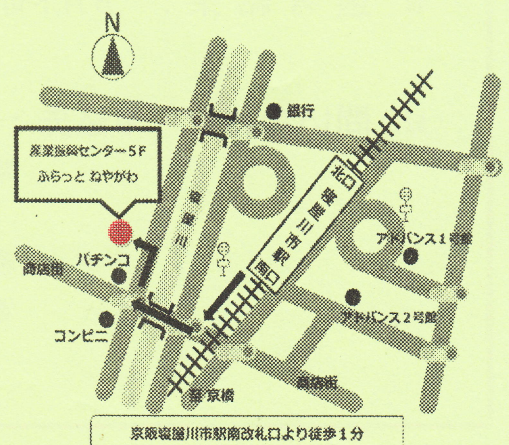 N
銀行
産業振興センター5F
ふらっと ねやがわ
北口
寝屋川市駅
南口
寝屋川
アドバンス1号館
商店街
パチンコ
アドバンス2号館
コンビニ
商店街
至 京橋
京阪寝屋川市駅南改札口より徒歩1分